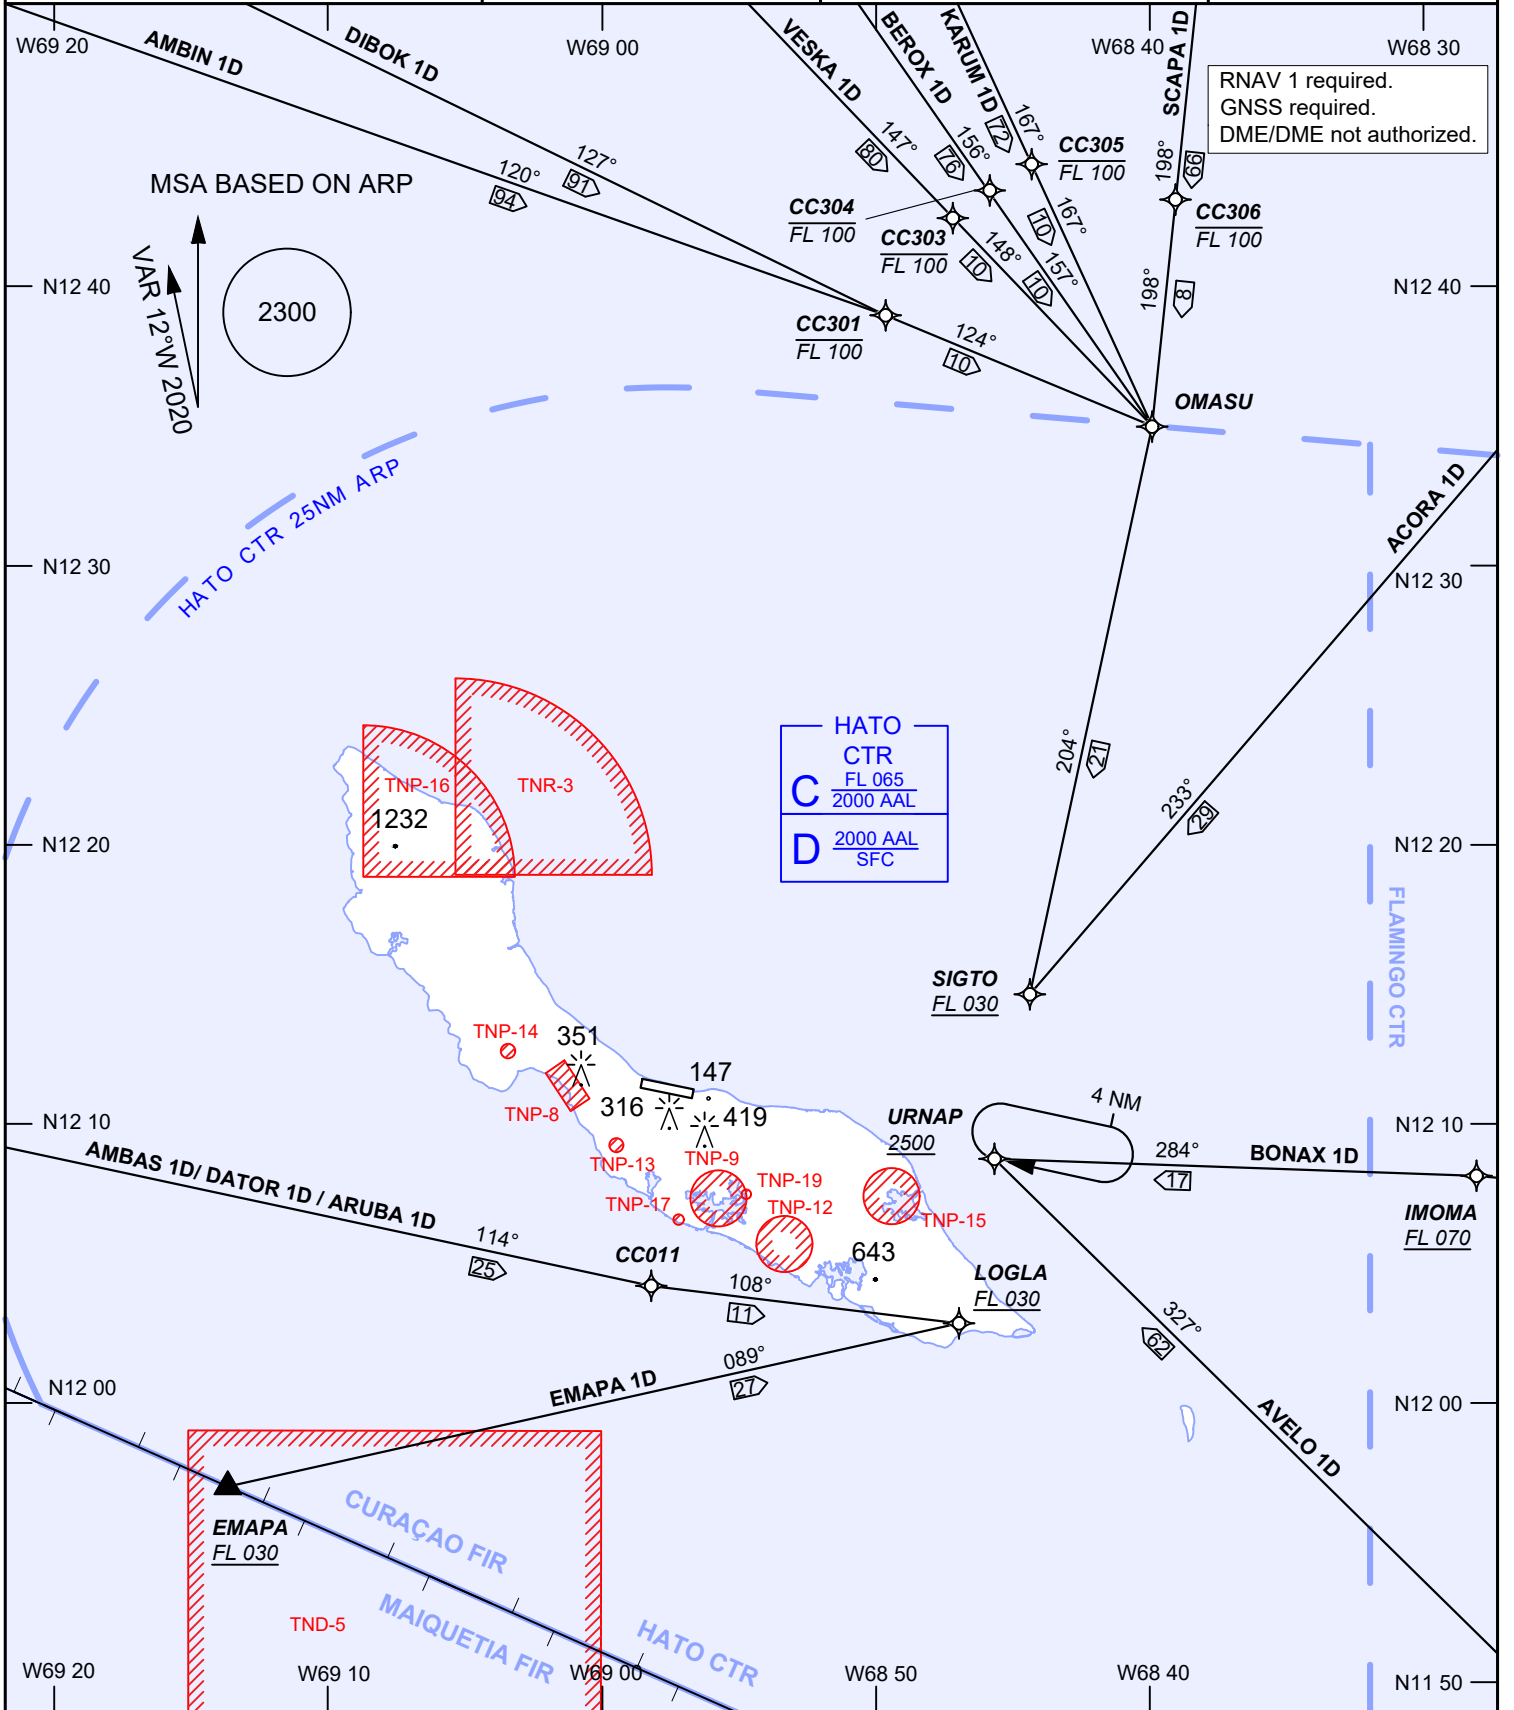 W69 20
W69 00
W68 40
W68 30
AMBIN 1D
DIBOK 1D
VESKA 1D
BEROX 1D
KARUM 1D
SCAPA 1D
RNAV 1 required.
GNSS required.
DME/DME not authorized.
MSA BASED ON ARP
VAR 12°W 2020
2300
120°
94
127°
91
147°
80
156°
76
72
167°
198°
66
CC305
FL 100
CC304
FL 100
CC303
FL 100
CC306
FL 100
148°
10
157°
10
167°
10
198°
8
N12 40
N12 40
CC301
FL 100
124°
10
OMASU
HATO CTR 25NM ARP
ACORA 1D
N12 30
N12 30
HATO
CTR
C
FL 065
2000 AAL
D
2000 AAL
SFC
204°
21
233°
29
TNP-16
TNR-3
1232
N12 20
N12 20
FLAMINGO CTR
SIGTO
FL 030
TNP-14
351
147
316
419
TNP-8
TNP-13
TNP-9
TNP-19
TNP-17
TNP-12
TNP-15
643
N12 10
N12 10
URNAP
2500
4 NM
284°
17
BONAX 1D
IMOMA
FL 070
AMBAS 1D/ DATOR 1D / ARUBA 1D
114°
25
CC011
108°
11
LOGLA
FL 030
327°
62
089°
27
EMAPA 1D
AVELO 1D
N12 00
N12 00
EMAPA
FL 030
CURAÇAO FIR
MAIQUETIA FIR
HATO CTR
TND-5
W69 20
W69 10
W69 00
W68 50
W68 40
N11 50